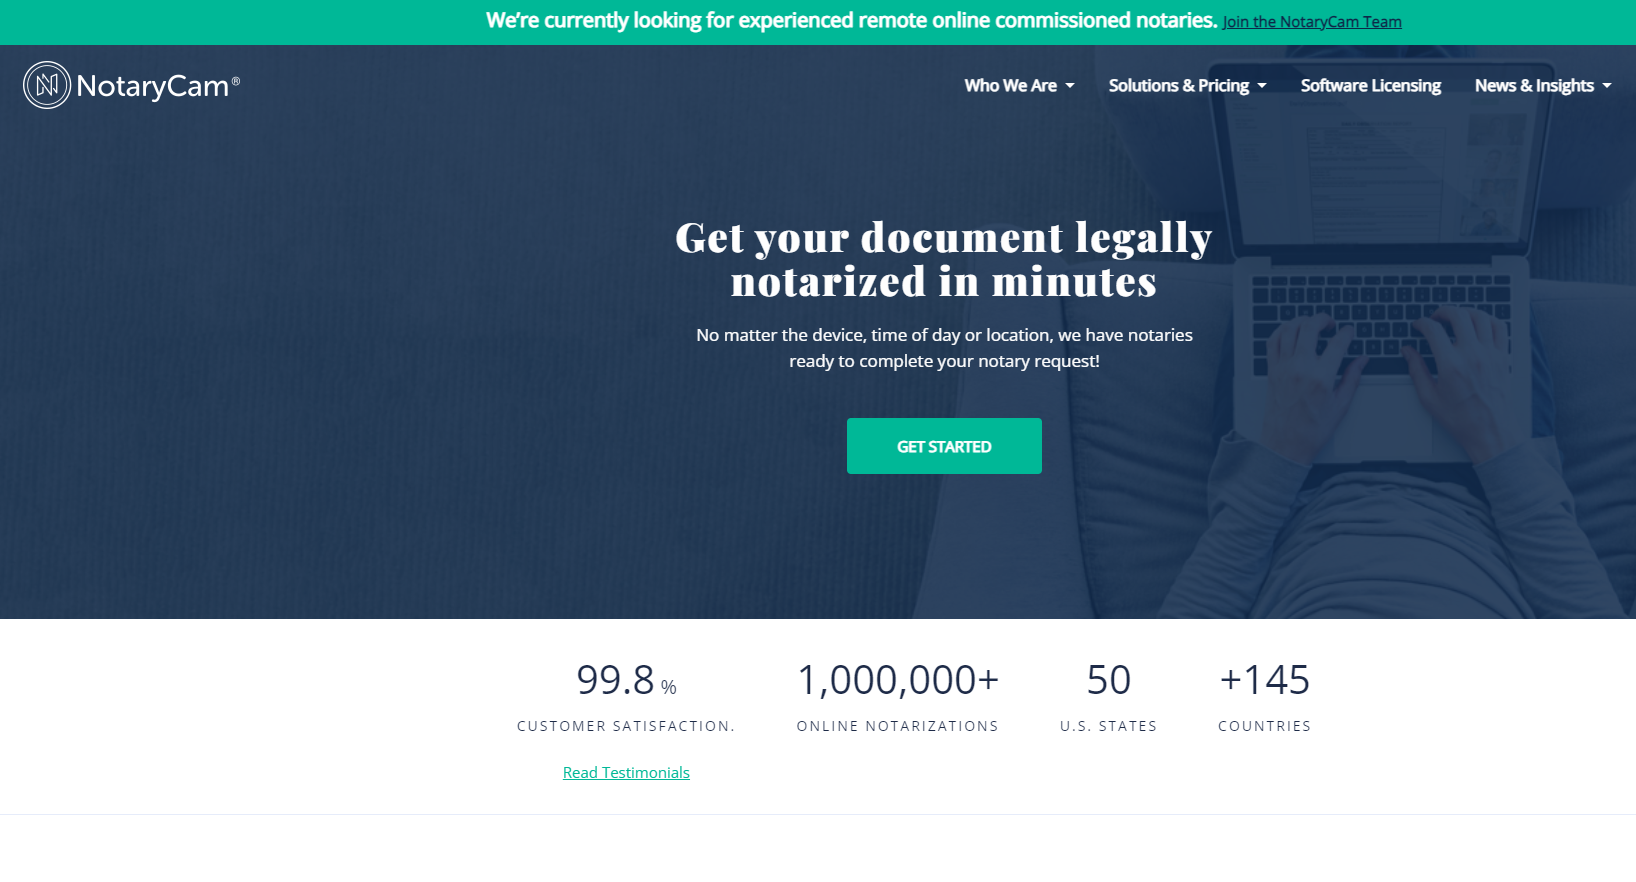 We’re currently looking for experienced remote online commissioned notaries. Join the NotaryCam Team
NotaryCam®
Who We Are
Solutions & Pricing
Software Licensing
News & Insights
Get your document legally
notarized in minutes
No matter the device, time of day or location, we have notaries
ready to complete your notary request!
GET STARTED
99.8 %
CUSTOMER SATISFACTION.
Read Testimonials
1,000,000+
ONLINE NOTARIZATIONS
50
U.S. STATES
+145
COUNTRIES